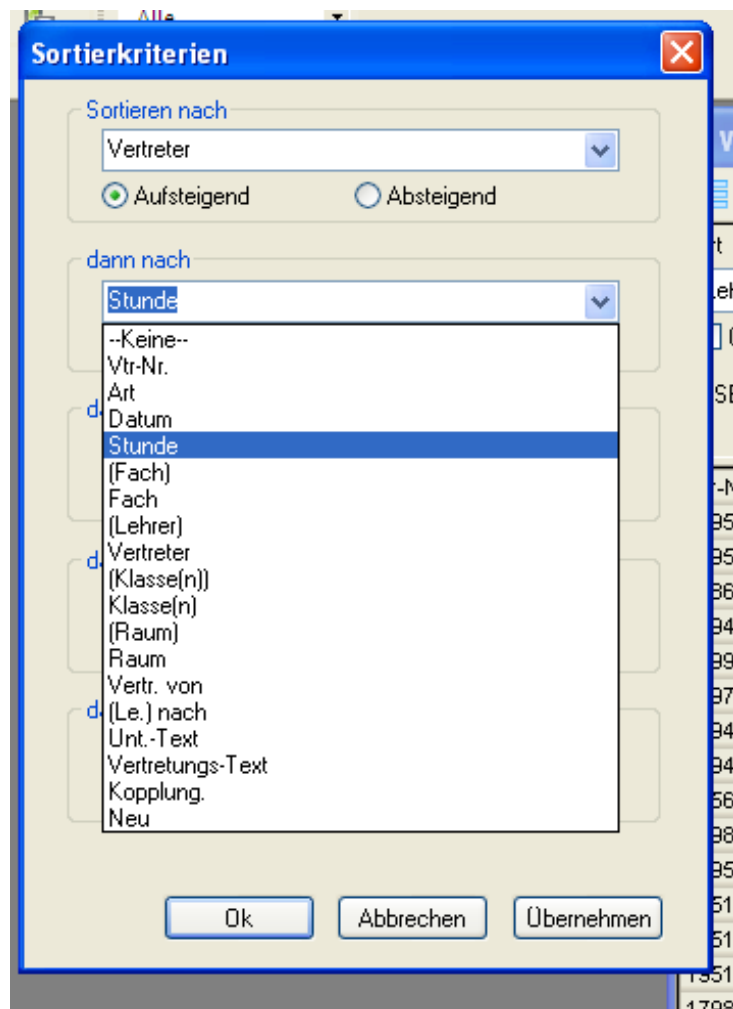 Alle
Sortierkriterien
Sortieren nach
Vertreter
Aufsteigend Absteigend
dann nach
Stunde
--Keine--
Vtr-Nr.
Art
Datum
Stunde
(Fach)
Fach
(Lehrer)
Vertreter
(Klasse(n))
Klasse(n)
(Raum)
Raum
Vertr. von
(Le.) nach
Unt.-Text
Vertretungs-Text
Kopplung.
Neu
Ok Abbrechen Übernehmen